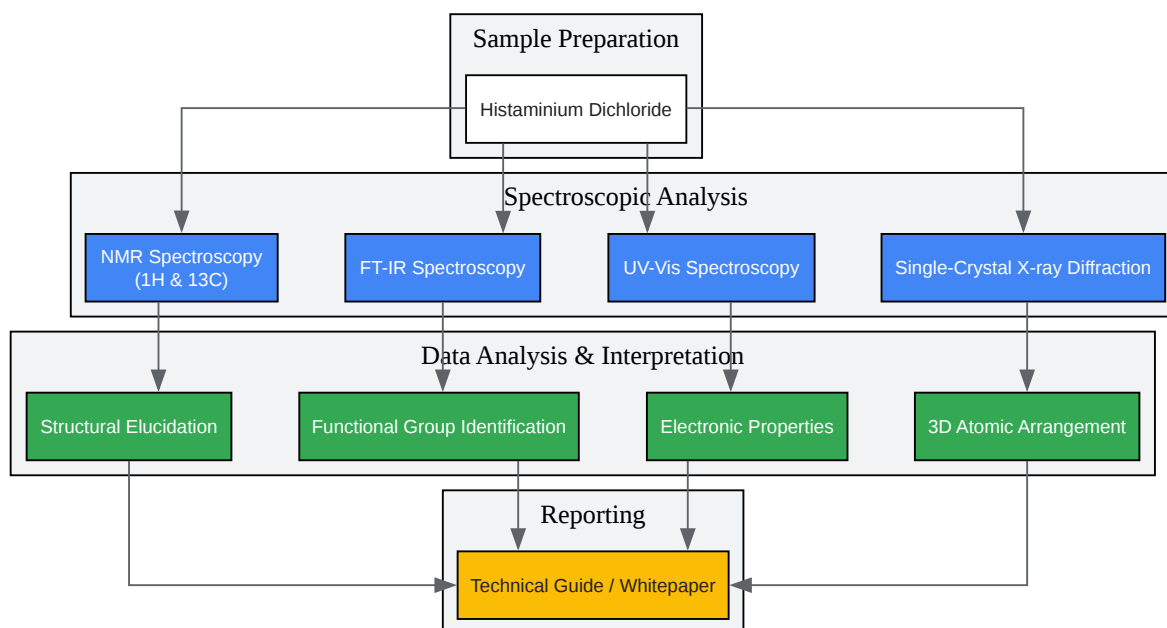 Sample Preparation
Histaminium Dichloride
Spectroscopic Analysis
NMR Spectroscopy
(1H & 13C)
FT-IR Spectroscopy
UV-Vis Spectroscopy
Single-Crystal X-ray Diffraction
Data Analysis & Interpretation
Structural Elucidation
Functional Group Identification
Electronic Properties
3D Atomic Arrangement
Reporting
Technical Guide / Whitepaper